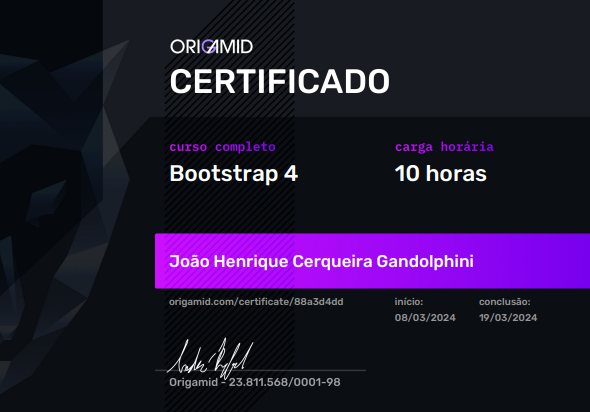 ORIGAMID
CERTIFICADO
curso completo
Bootstrap 4
carga horária
10 horas
João Henrique Cerqueira Gandolphini
origamid.com/certificate/88a3d4dd
início:
08/03/2024
conclusão:
19/03/2024
Origamid - 23.811.568/0001-98